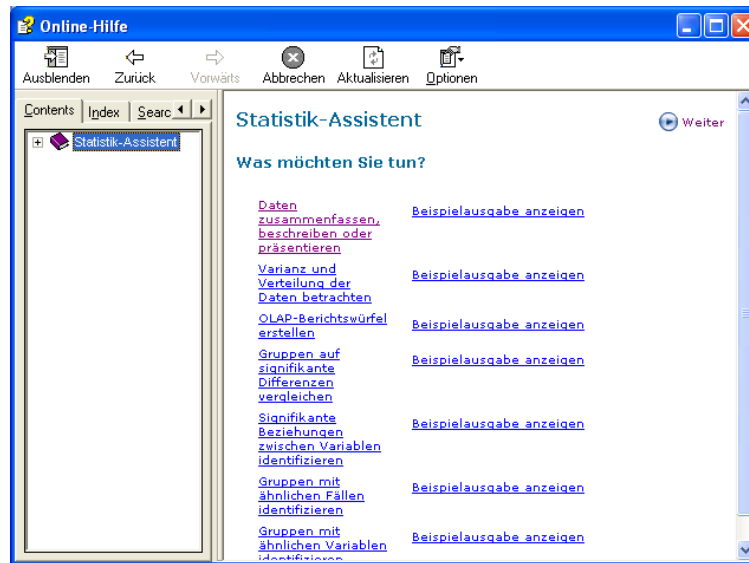 Online-Hilfe
Ausblenden Zurück Vorwärts Abbrechen Aktualisieren Optionen
Contents Index Searc
Statistik-Assistent
Statistik-Assistent
Weiter
Was möchten Sie tun?
Daten
zusammenfassen,
beschreiben oder
präsentieren
Beispielausgabe anzeigen
Varianz und
Verteilung der
Daten betrachten
Beispielausgabe anzeigen
OLAP-Berichtswürfel
erstellen
Beispielausgabe anzeigen
Gruppen auf
signifikante
Differenzen
vergleichen
Beispielausgabe anzeigen
Signifikante
Beziehungen
zwischen Variablen
identifizieren
Beispielausgabe anzeigen
Gruppen mit
ähnlichen Fällen
identifizieren
Beispielausgabe anzeigen
Gruppen mit
ähnlichen Variablen
identifizieren
Beispielausgabe anzeigen